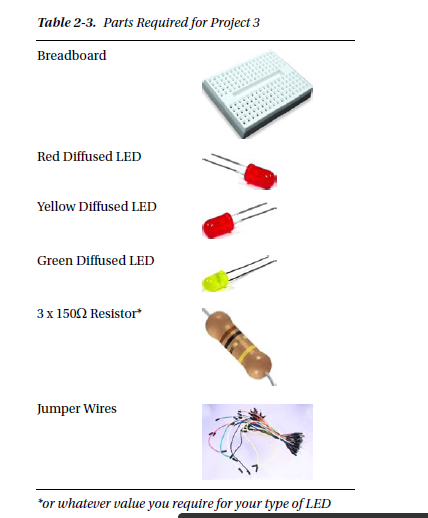 Table 2-3. Parts Required for Project 3
Breadboard
Red Diffused LED
Yellow Diffused LED
Green Diffused LED
3 x 150Ω Resistor*
Jumper Wires
*or whatever value you require for your type of LED